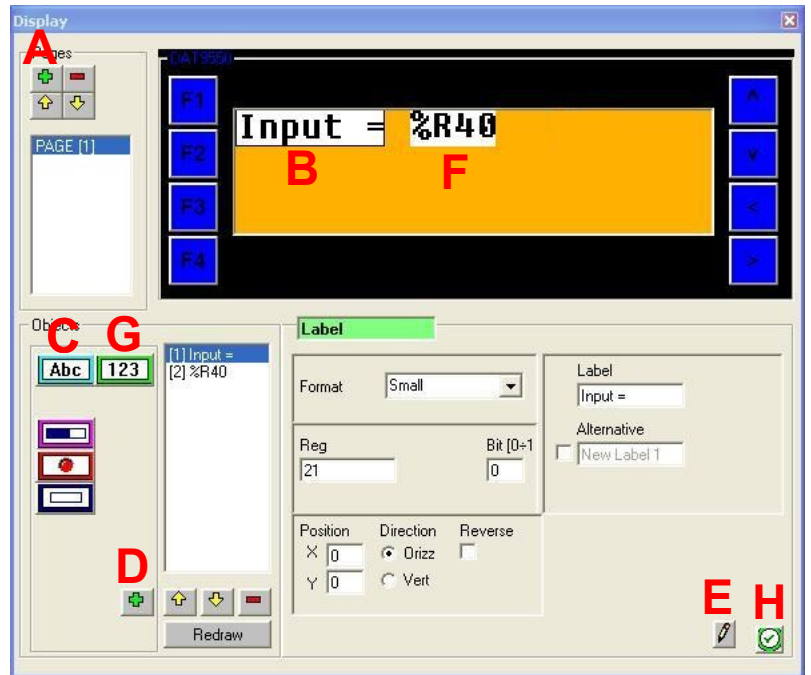 Display
A
Pages
DAT9550
F1
F2
F3
F4
^
v
<
>
Input = %R40
B
F
PAGE [1]
Objects
C
G
Abc
123
[1] Input =
[2] %R40
D
Redraw
Label
Format
Small
Reg
Bit [0÷1
21
0
Position
Direction
Reverse
X 0
Orizz
Y 0
Vert
Label
Input =
Alternative
New Label 1
E
H